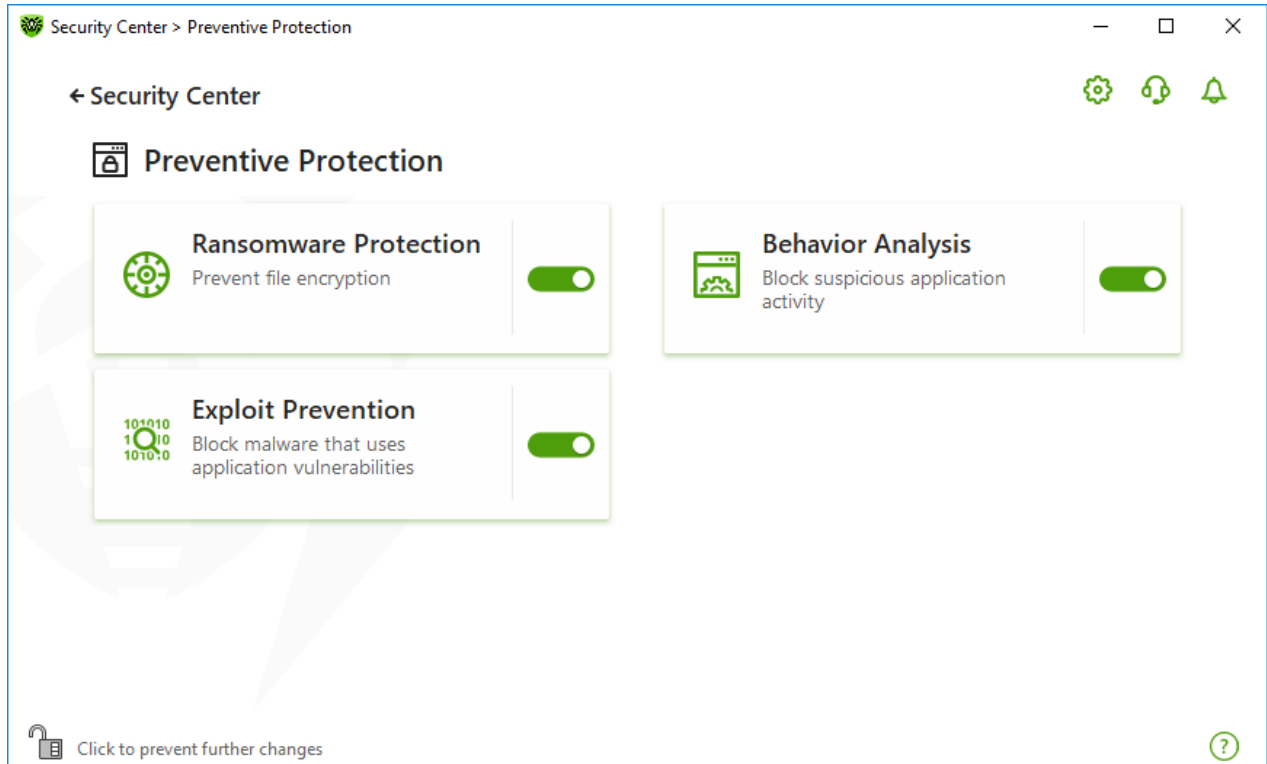 Security Center > Preventive Protection
Security Center
Preventive Protection
Ransomware Protection
Prevent file encryption
Behavior Analysis
Block suspicious application
activity
Exploit Prevention
Block malware that uses
application vulnerabilities
Click to prevent further changes
?